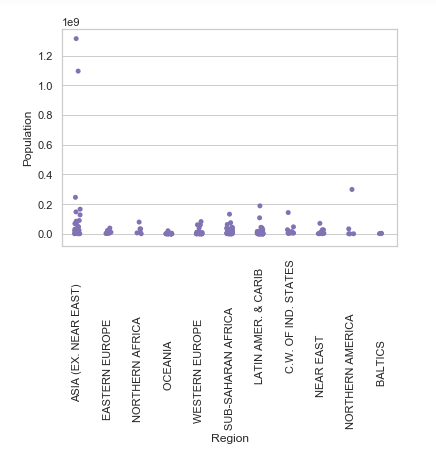 1e9
1.2
1.0
0.8
0.6
0.4
0.2
0.0
Population
ASIA (EX. NEAR EAST)
EASTERN EUROPE
NORTHERN AFRICA
OCEANIA
WESTERN EUROPE
SUB-SAHARAN AFRICA
LATIN AMER. & CARIB
C.W. OF IND. STATES
NEAR EAST
NORTHERN AMERICA
BALTICS
Region